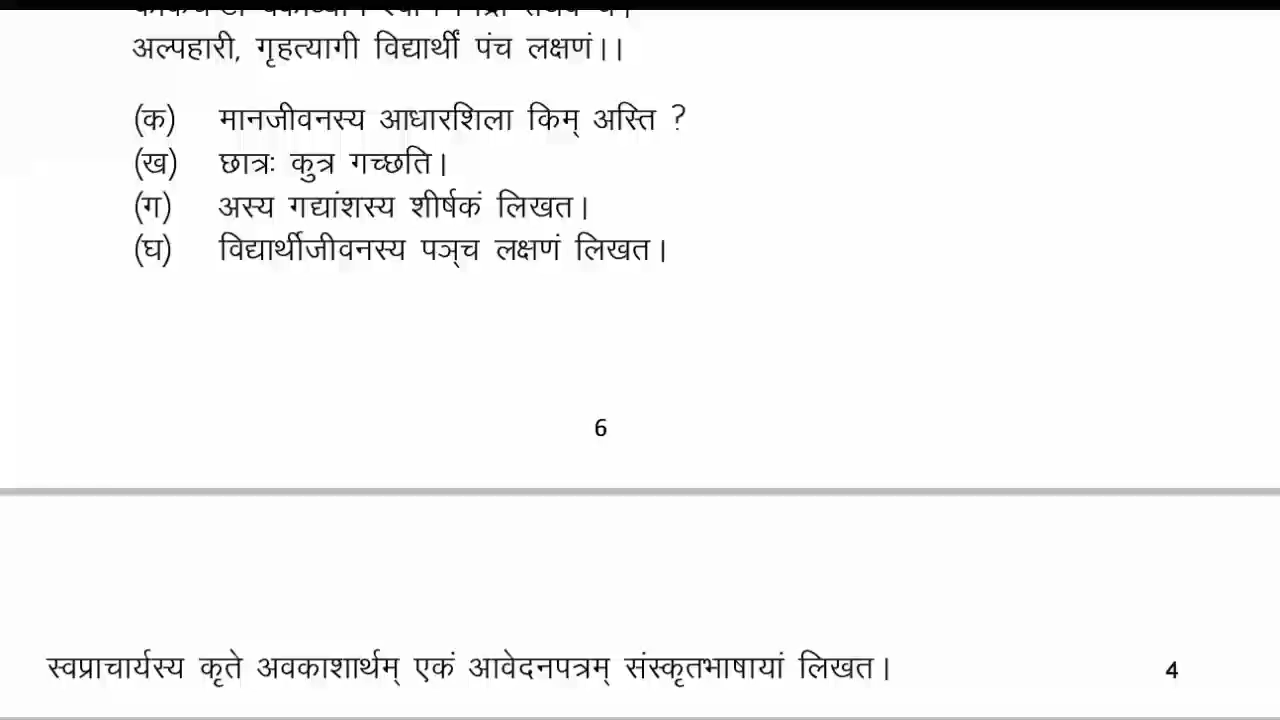 अल्पहारी, गृहत्यागी विद्यार्थीं पंच लक्षणं।।
(क) मानजीवनस्य आधारशिला किम् अस्ति ?
(ख) छात्रः कुत्र गच्छति।
(ग) अस्य गद्यांशस्य शीर्षकं लिखत।
(घ) विद्यार्थीजीवनस्य पञ्च लक्षणं लिखत।
6
स्वप्राचार्यस्य कृते अवकाशार्थम् एकं आवेदनपत्रम् संस्कृतभाषायां लिखत। 4